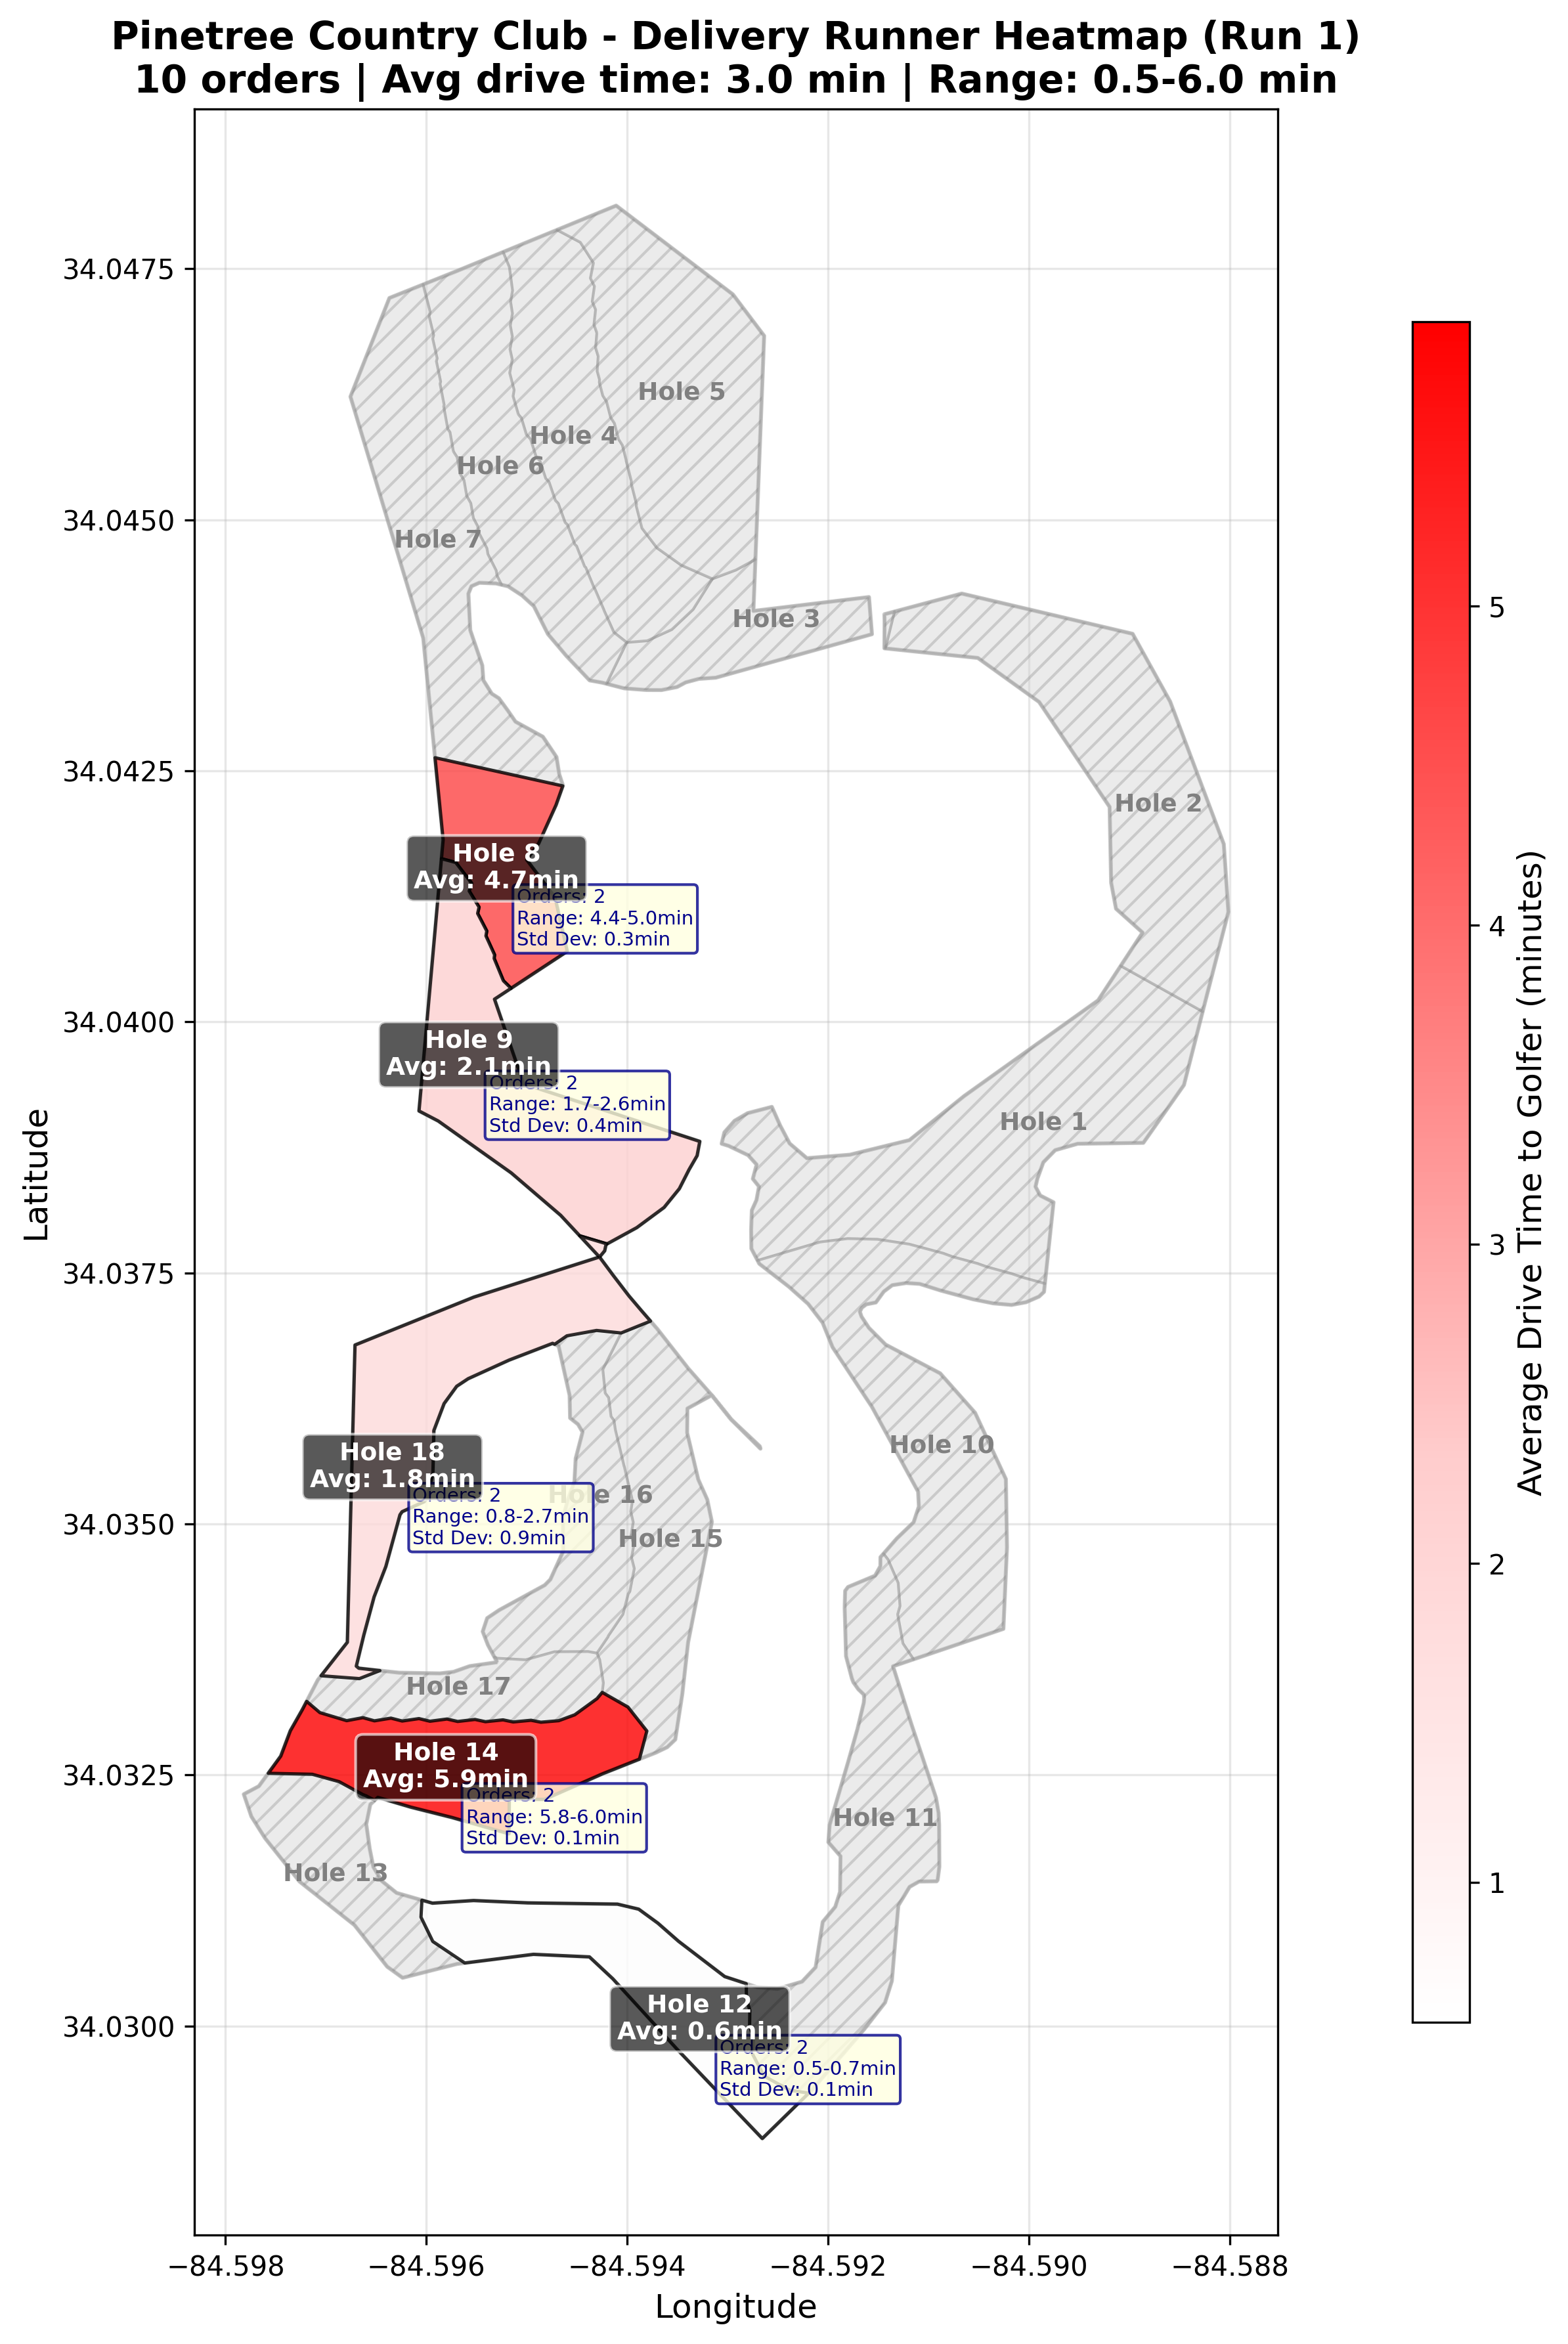 Pinetree Country Club - Delivery Runner Heatmap (Run 1)
10 orders | Avg drive time: 3.0 min | Range: 0.5-6.0 min
34.0475
34.0450
34.0425
34.0400
34.0375
34.0350
34.0325
34.0300
Latitude
Hole 5
Hole 4
Hole 6
Hole 7
Hole 3
Hole 2
Hole 8
Avg: 4.7min
Orders: 2
Range: 4.4-5.0min
Std Dev: 0.3min
Hole 9
Avg: 2.1min
Orders: 2
Range: 1.7-2.6min
Std Dev: 0.4min
Hole 1
Hole 10
Hole 18
Avg: 1.8min
Orders: 2
Range: 0.8-2.7min
Std Dev: 0.9min
Hole 16
Hole 15
Hole 17
Hole 14
Avg: 5.9min
Orders: 2
Range: 5.8-6.0min
Std Dev: 0.1min
Hole 11
Hole 13
Hole 12
Avg: 0.6min
Orders: 2
Range: 0.5-0.7min
Std Dev: 0.1min
−84.598
−84.596
−84.594
−84.592
−84.590
−84.588
Longitude
5
4
3
2
1
Average Drive Time to Golfer (minutes)